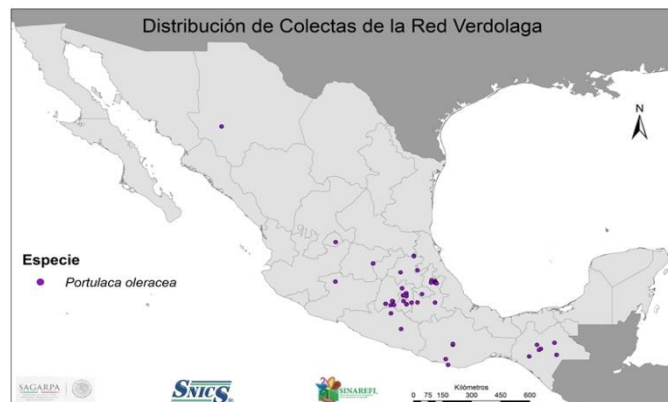 Distribución de Colectas de la Red Verdolaga
N
Especie
Portulaca oleracea
SAGARPA
SNICS
SINAREFI
Kilómetros
0 75 150 300 450 600